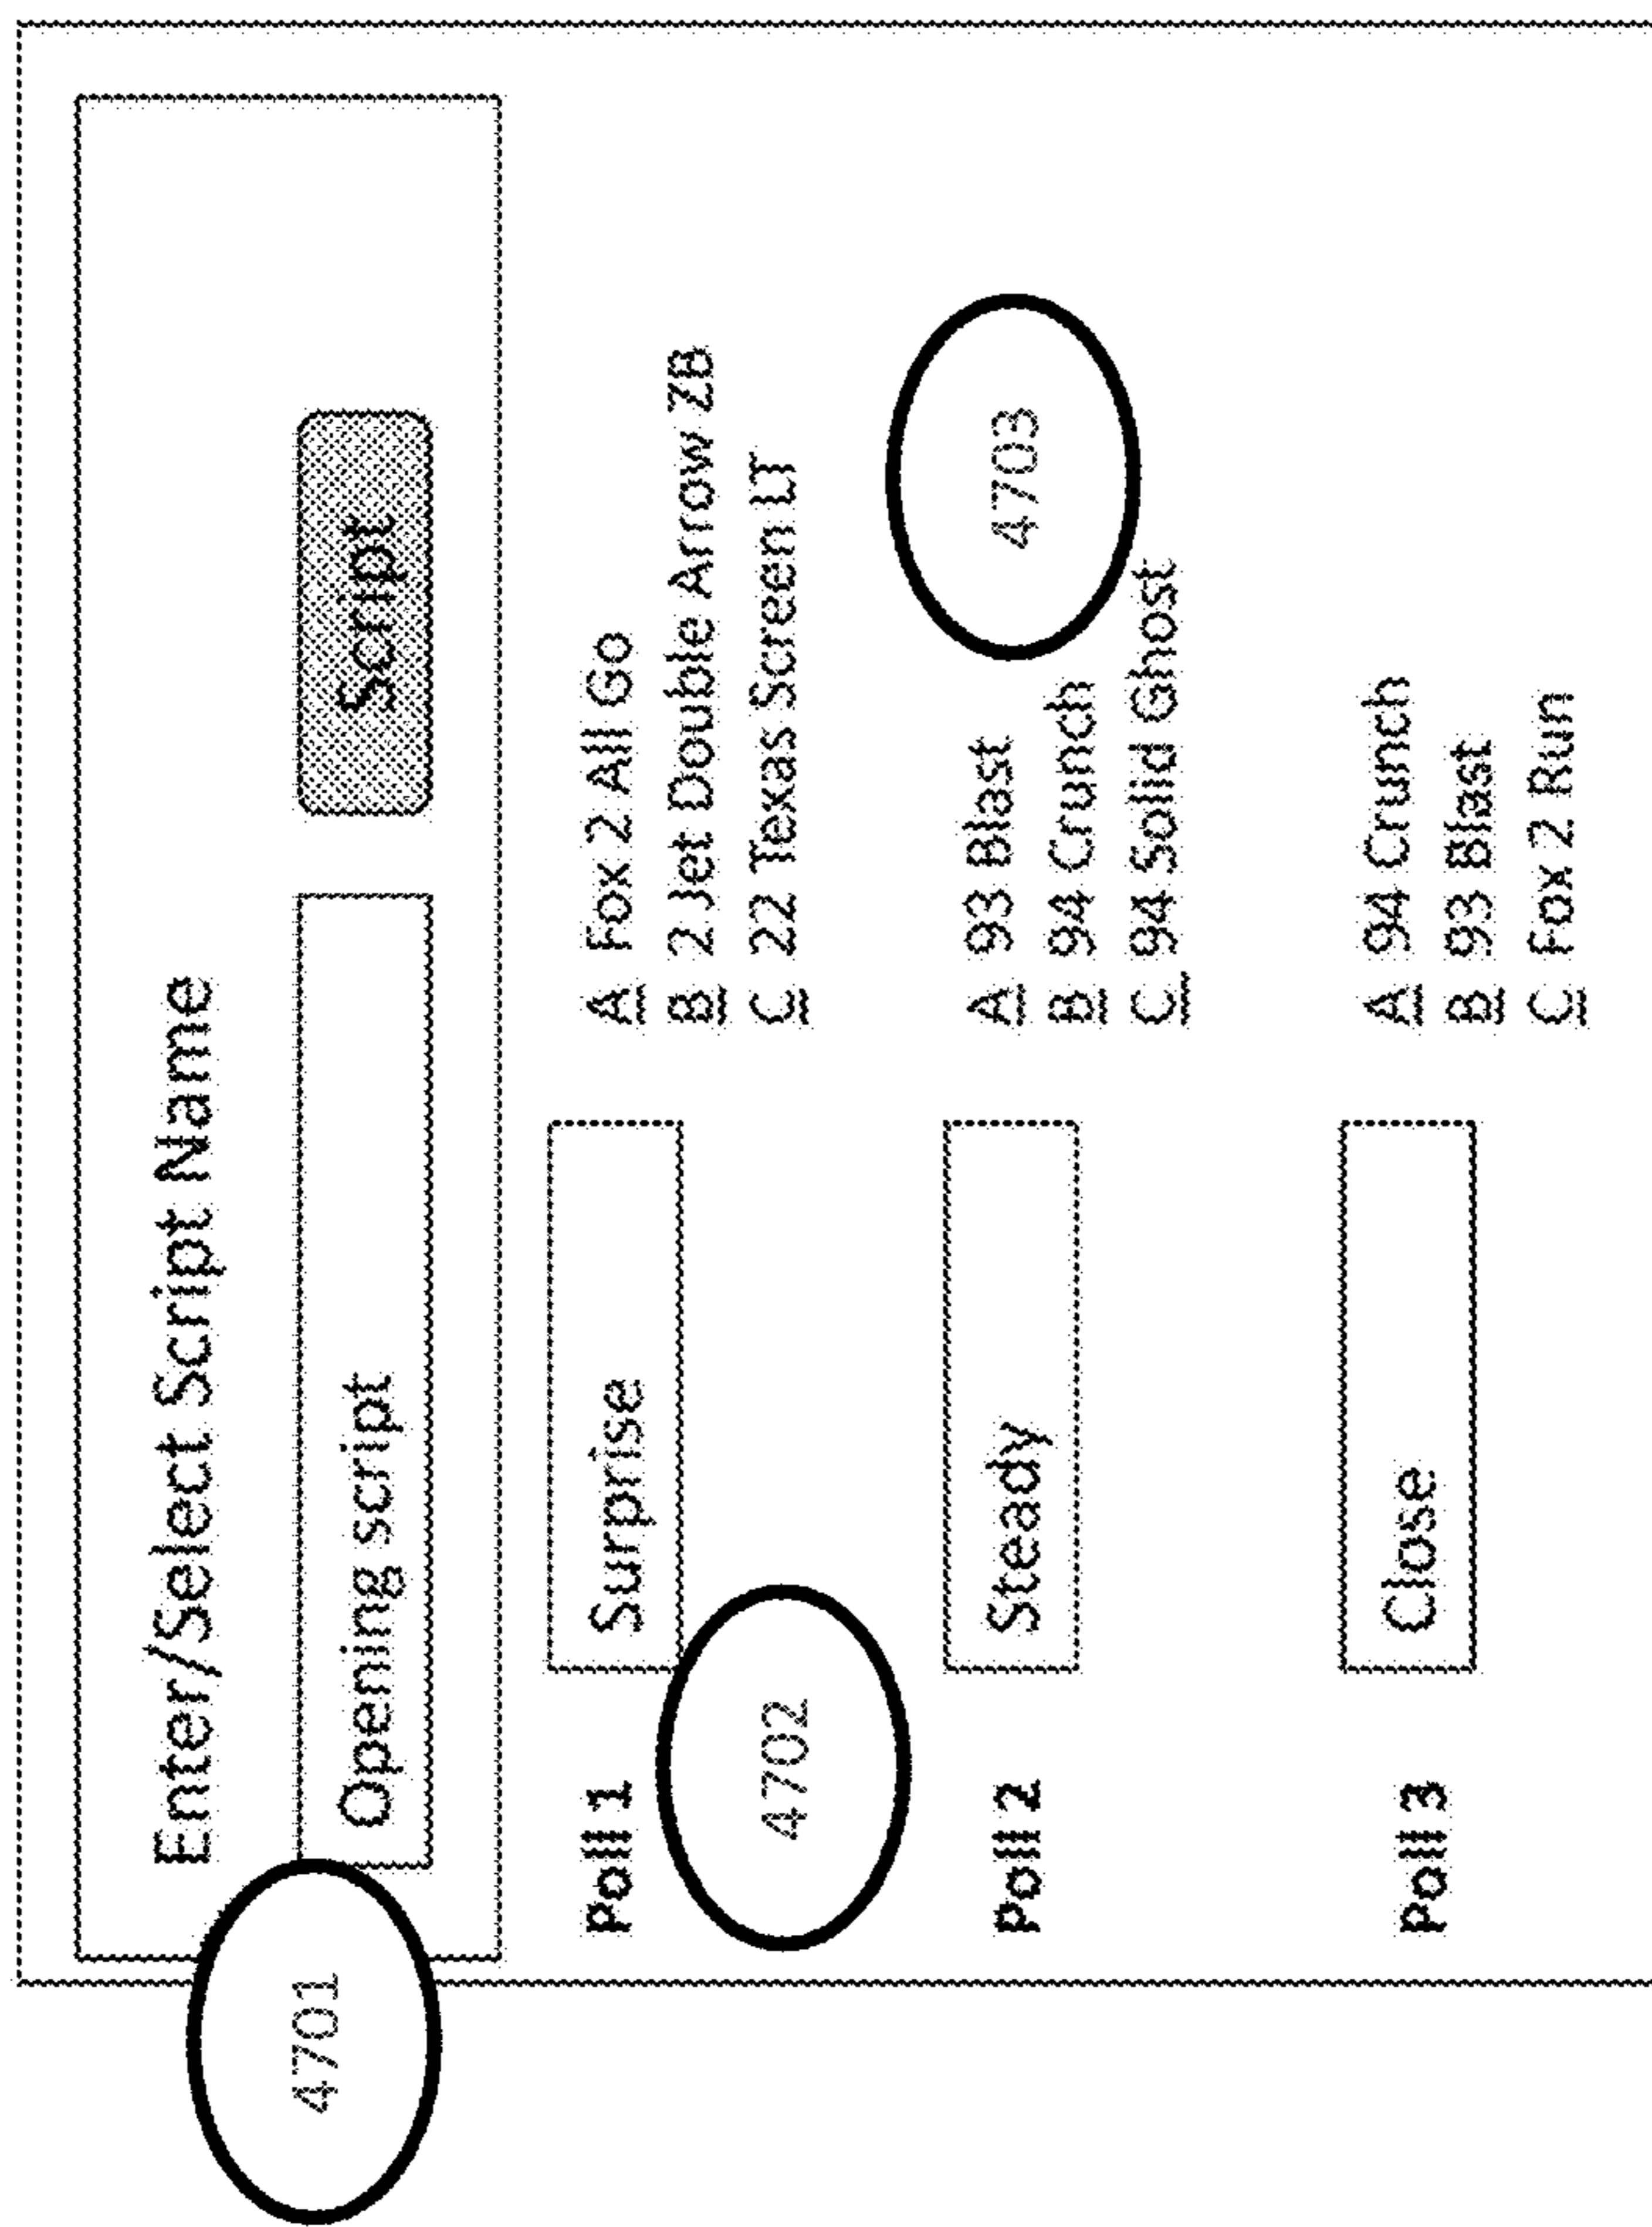 Enter/Select Script Name
4701
Opening script
Script
Poll 1
Surprise
A Fox 2 All Go
B 2 Jet Double Arrow ZB
C 22 Texas Screen LT
4702
4703
Poll 2
Steady
A 93 Blast
B 94 Crunch
C 94 Solid Ghost
Poll 3
Close
A 94 Crunch
B 93 Blast
C Fox 2 Run